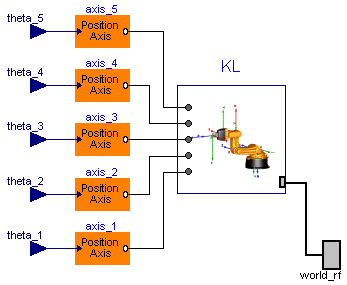 theta_5
axis_5
Position
Axis
theta_4
axis_4
Position
Axis
KL
theta_3
axis_3
Position
Axis
theta_2
axis_2
Position
Axis
theta_1
axis_1
Position
Axis
world_rf